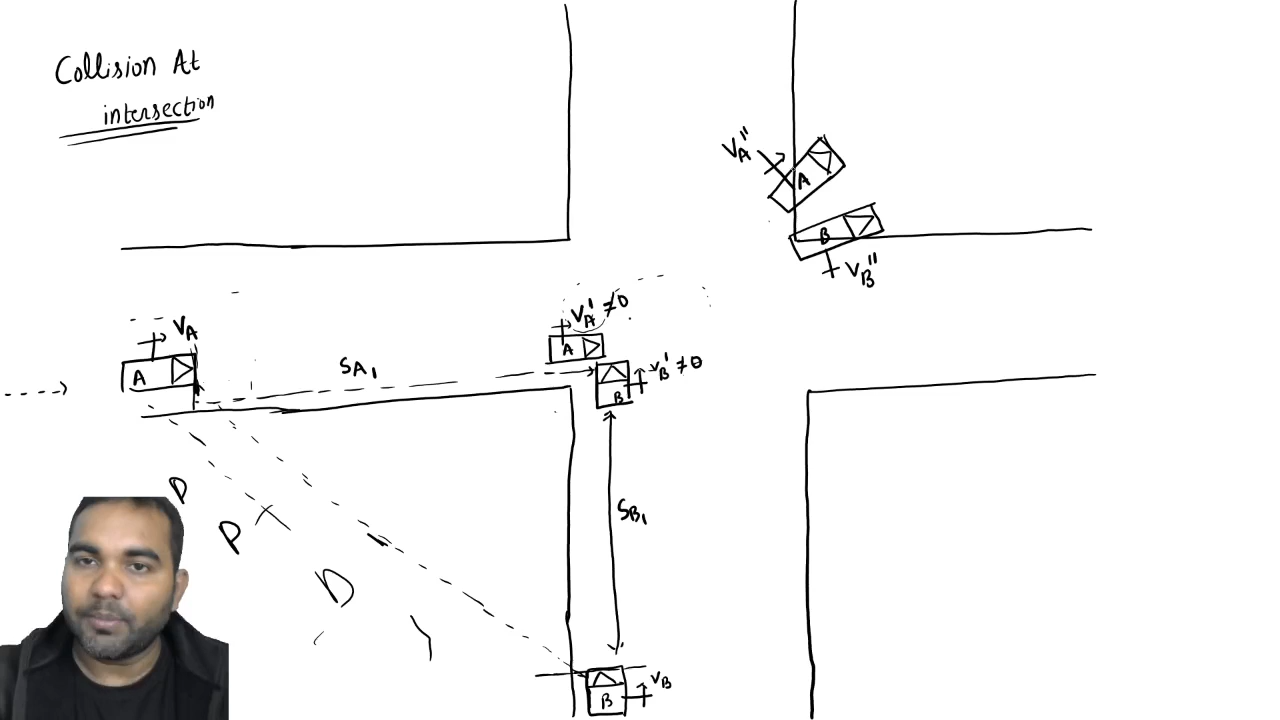 Collision At
intersection
VA"
A
B
VB"
VA
A
SA1
VA' ≠0
A
VB' ≠0
B
SB1
D
P
D
B
VB